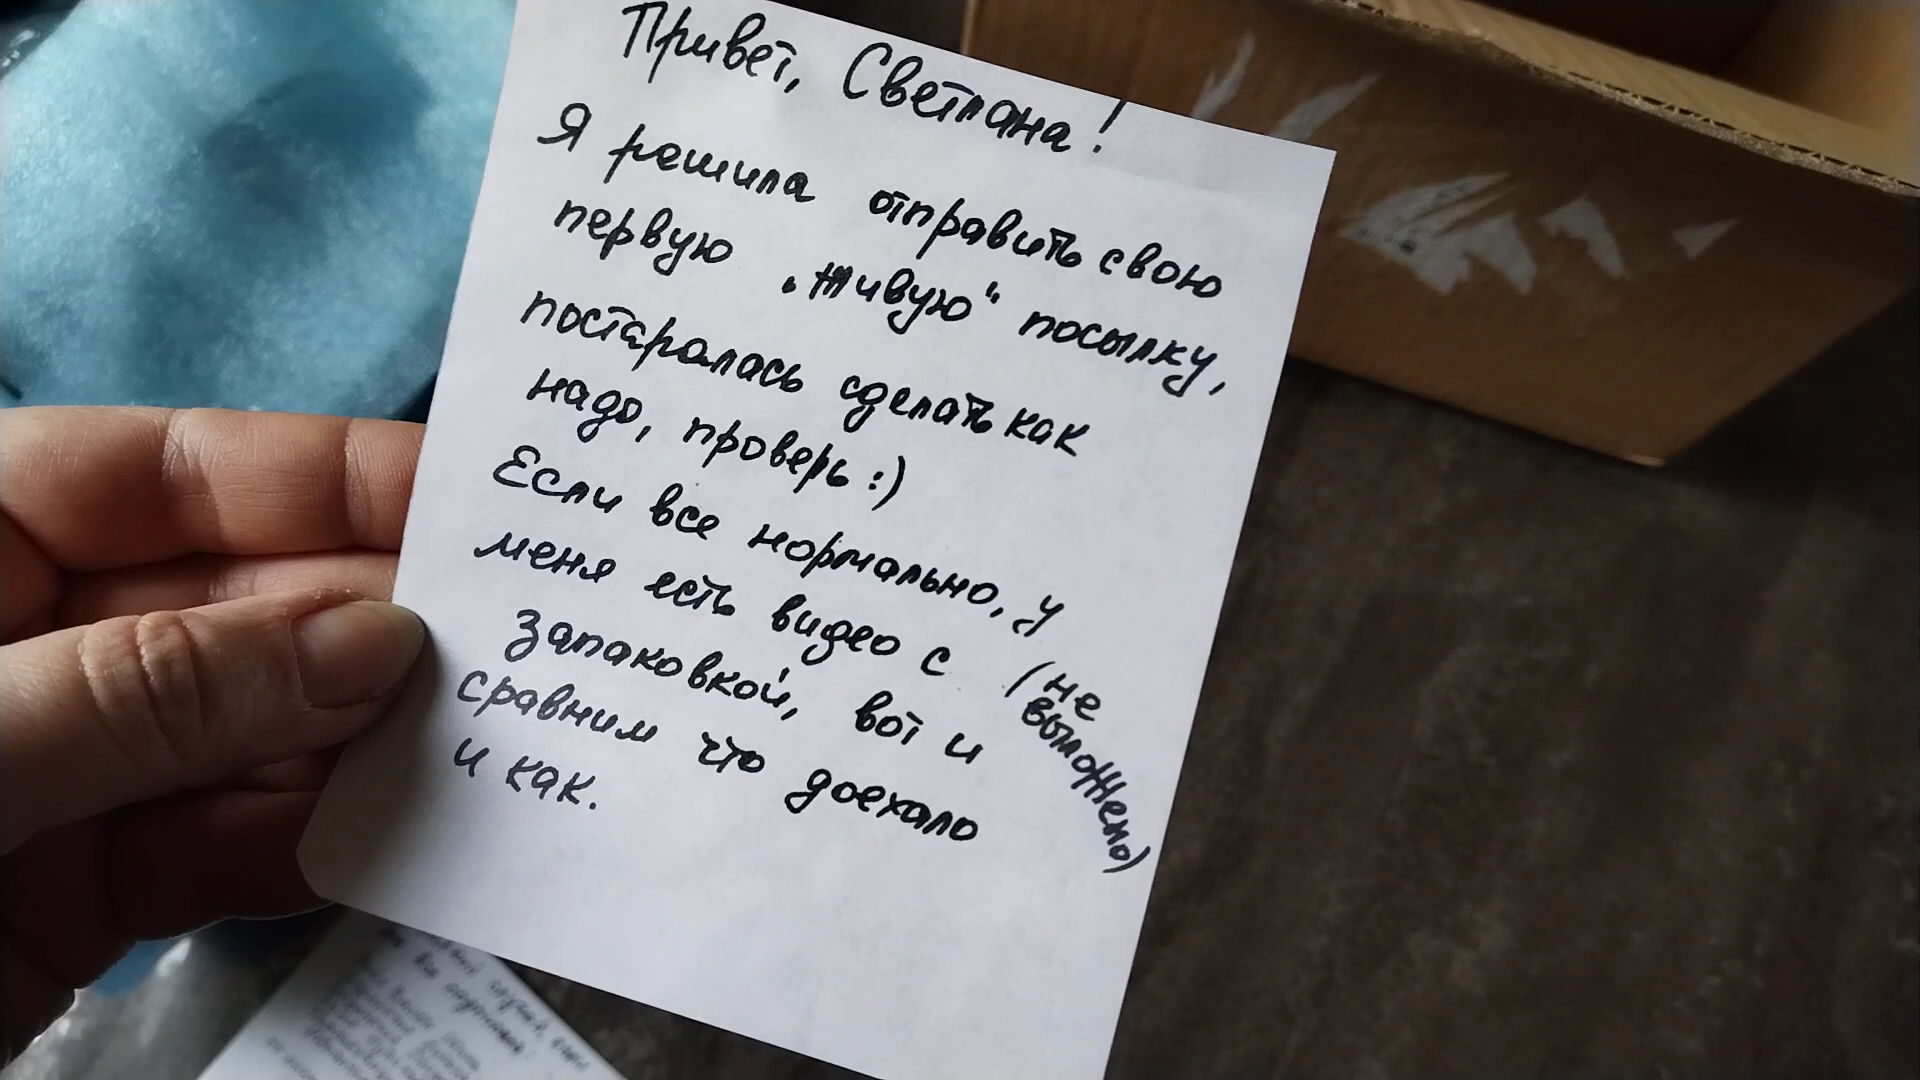 Привет, Светлана!
Я решила отправить свою
первую „живую“ посылку,
постаралась сделать как
надо, проверь :)
Если все нормально, у
меня есть видео с (не выложено)
запаковкой, вот и
сравним что доехало
и как.